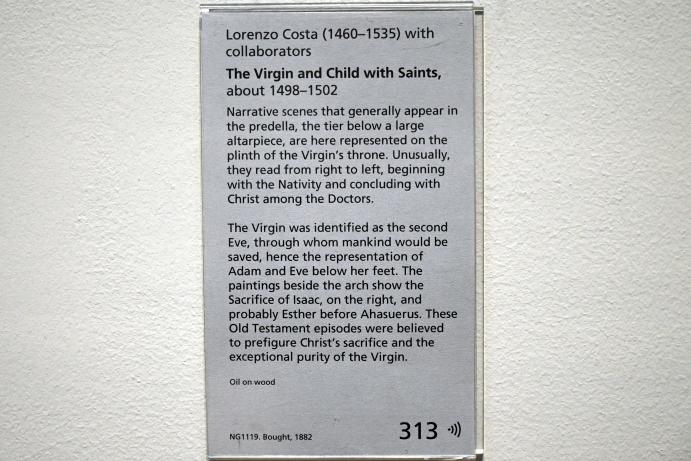 Lorenzo Costa (1460–1535) with
collaborators
The Virgin and Child with Saints,
about 1498–1502
Narrative scenes that generally appear in
the predella, the tier below a large
altarpiece, are here represented on the
plinth of the Virgin's throne. Unusually,
they read from right to left, beginning
with the Nativity and concluding with
Christ among the Doctors.
The Virgin was identified as the second
Eve, through whom mankind would be
saved, hence the representation of
Adam and Eve below her feet. The
paintings beside the arch show the
Sacrifice of Isaac, on the right, and
probably Esther before Ahasuerus. These
Old Testament episodes were believed
to prefigure Christ's sacrifice and the
exceptional purity of the Virgin.
Oil on wood
NG1119. Bought, 1882
313